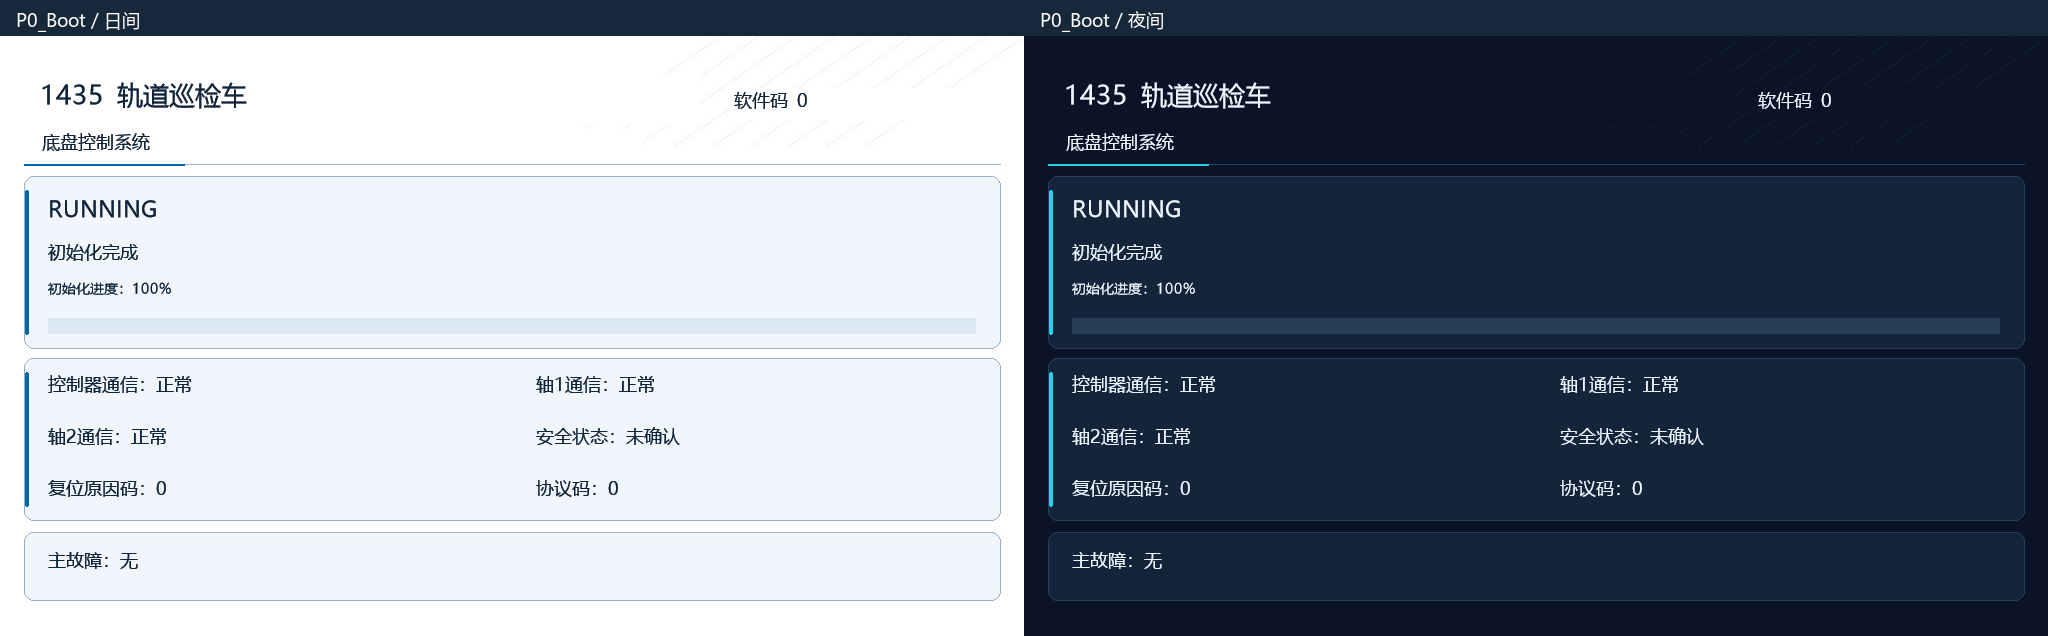 P0_Boot / 日间
1435 轨道巡检车
软件码 0
底盘控制系统
RUNNING
初始化完成
初始化进度：100%
控制器通信：正常
轴1通信：正常
轴2通信：正常
安全状态：未确认
复位原因码：0
协议码：0
主故障：无
P0_Boot / 夜间
1435 轨道巡检车
软件码 0
底盘控制系统
RUNNING
初始化完成
初始化进度：100%
控制器通信：正常
轴1通信：正常
轴2通信：正常
安全状态：未确认
复位原因码：0
协议码：0
主故障：无